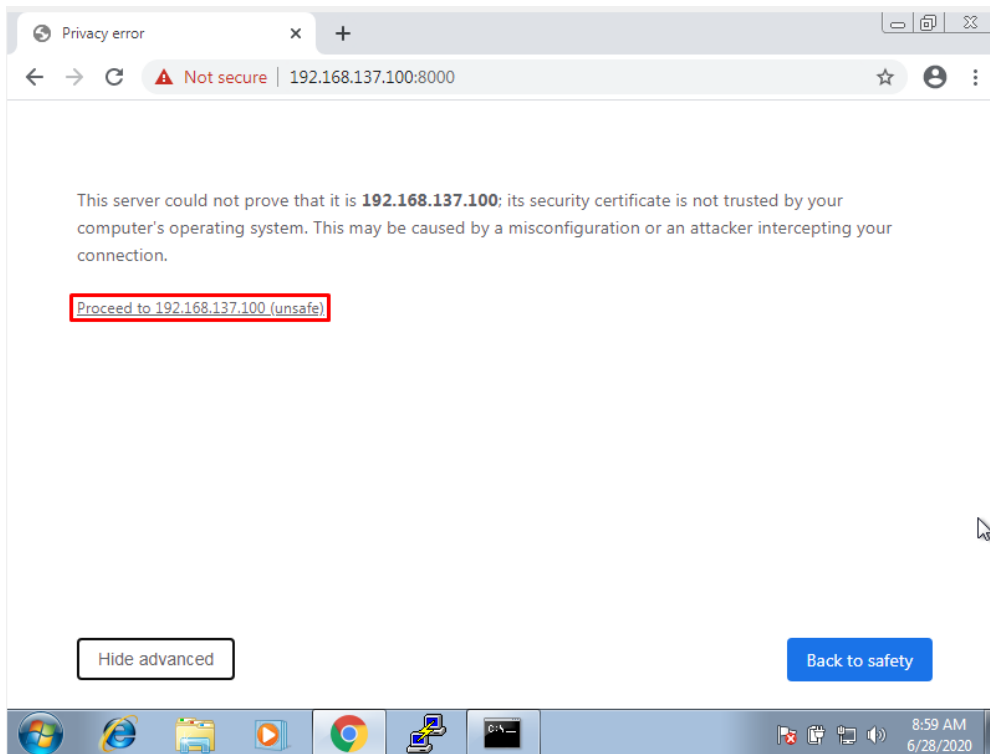 Privacy error
Not secure | 192.168.137.100:8000
This server could not prove that it is 192.168.137.100; its security certificate is not trusted by your
computer's operating system. This may be caused by a misconfiguration or an attacker intercepting your
connection.
Proceed to 192.168.137.100 (unsafe)
Hide advanced
Back to safety
C:\_
8:59 AM
6/28/2020